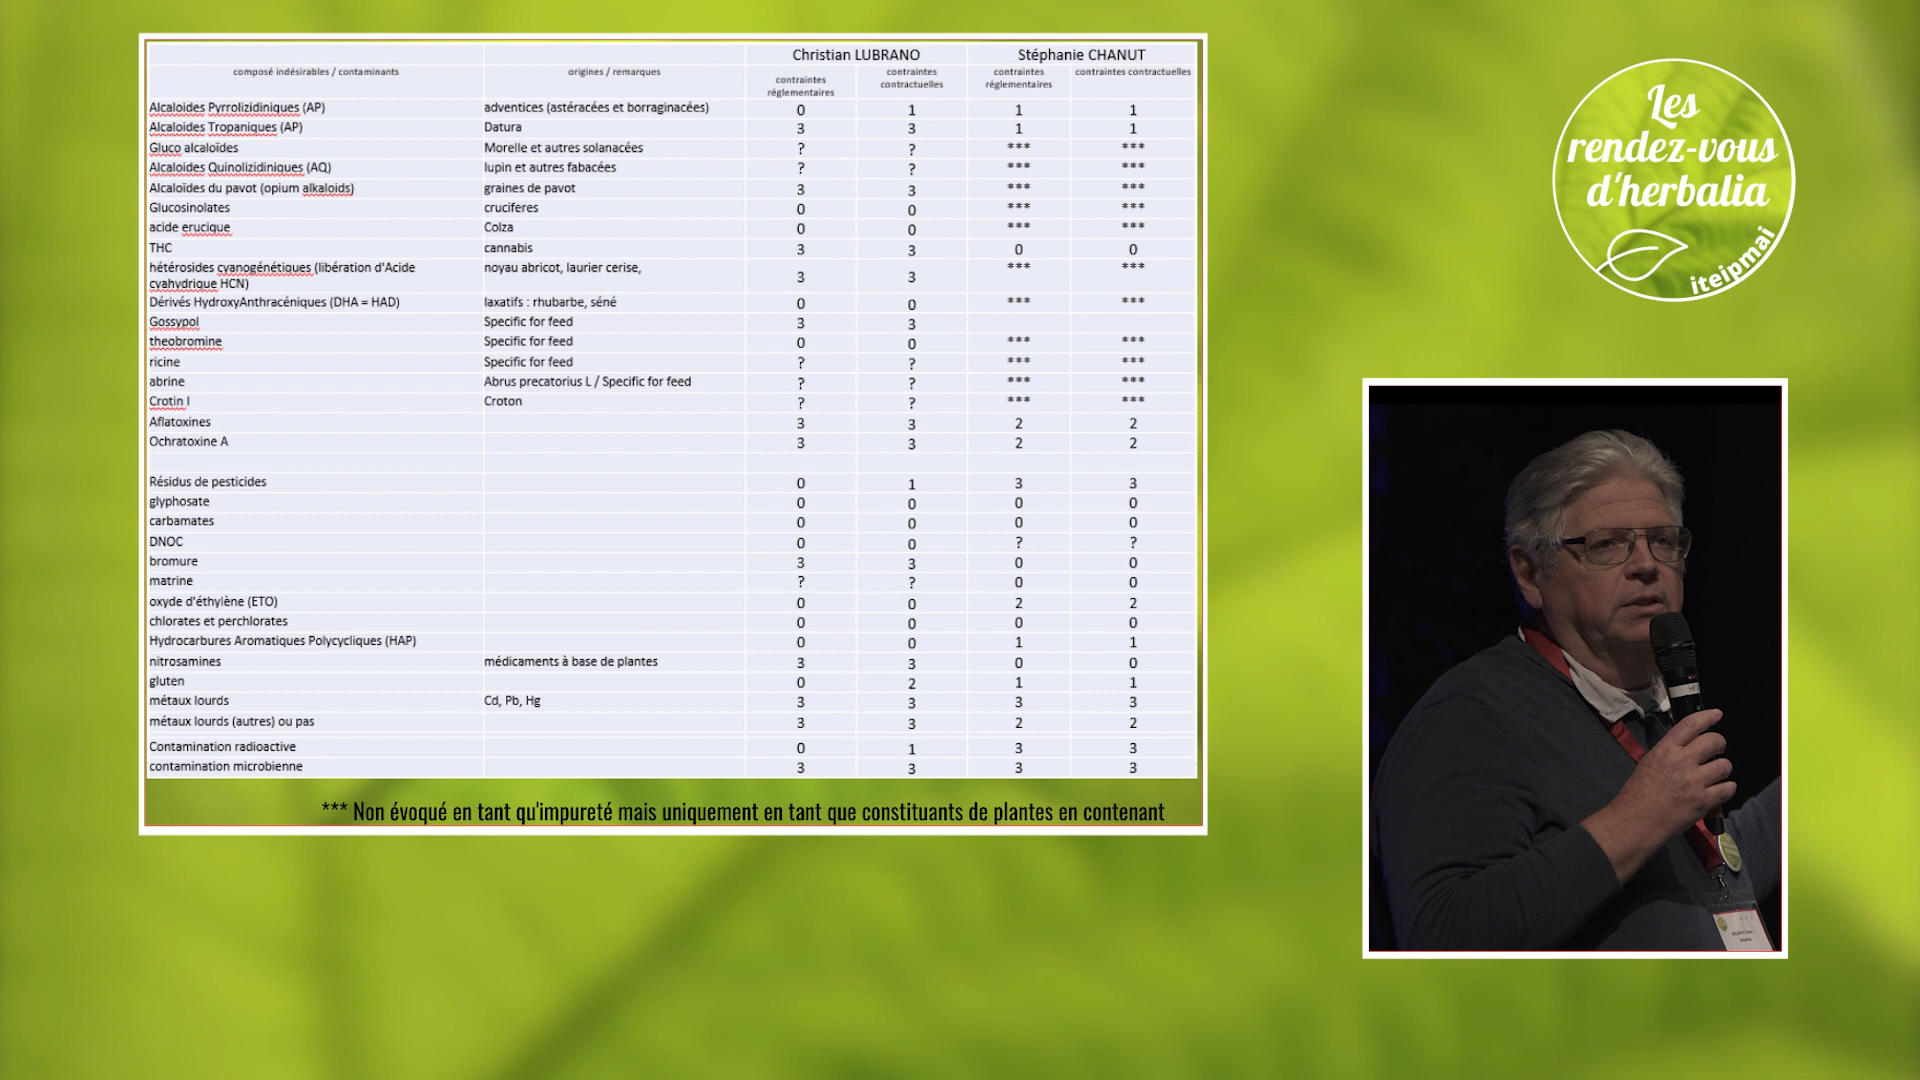 Christian LUBRANO Stéphanie CHANUT
composé indésirables / contaminants origines / remarques contraintes réglementaires contraintes contractuelles contraintes réglementaires contraintes contractuelles
Alcaloides Pyrrolizidiniques (AP) adventices (astéracées et borraginacées) 0 1 1 1
Alcaloides Tropaniques (AP) Datura 3 3 1 1
Gluco alcaloïdes Morelle et autres solanacées ? ? *** ***
Alcaloides Quinolizidiniques (AQ) lupin et autres fabacées ? ? *** ***
Alcaloïdes du pavot (opium alkaloids) graines de pavot 3 3 *** ***
Glucosinolates cruciferes 0 0 *** ***
acide erucique Colza 0 0 *** ***
THC cannabis 3 3 0 0
hétérosides cyanogénétiques (libération d'Acide noyau abricot, laurier cerise, *** ***
cyahydrique HCN) 3 3
Dérivés HydroxyAnthracéniques (DHA = HAD) laxatifs : rhubarbe, séné 0 0 *** ***
Gossypol Specific for feed 3 3
theobromine Specific for feed 0 0 *** ***
ricine Specific for feed ? ? *** ***
abrine Abrus precatorius L / Specific for feed ? ? *** ***
Crotin I Croton ? ? *** ***
Aflatoxines 3 3 2 2
Ochratoxine A 3 3 2 2
Résidus de pesticides 0 1 3 3
glyphosate 0 0 0 0
carbamates 0 0 0 0
DNOC 0 0 ? ?
bromure 3 3 0 0
matrine ? ? 0 0
oxyde d'éthylène (ETO) 0 0 2 2
chlorates et perchlorates 0 0 0 0
Hydrocarbures Aromatiques Polycycliques (HAP) 0 0 1 1
nitrosamines médicaments à base de plantes 3 3 0 0
gluten 0 2 1 1
métaux lourds Cd, Pb, Hg 3 3 3 3
métaux lourds (autres) ou pas 3 3 2 2
Contamination radioactive 0 1 3 3
contamination microbienne 3 3 3 3
*** Non évoqué en tant qu'impureté mais uniquement en tant que constituants de plantes en contenant
Les
rendez-vous
d'herbalia
iteipmai